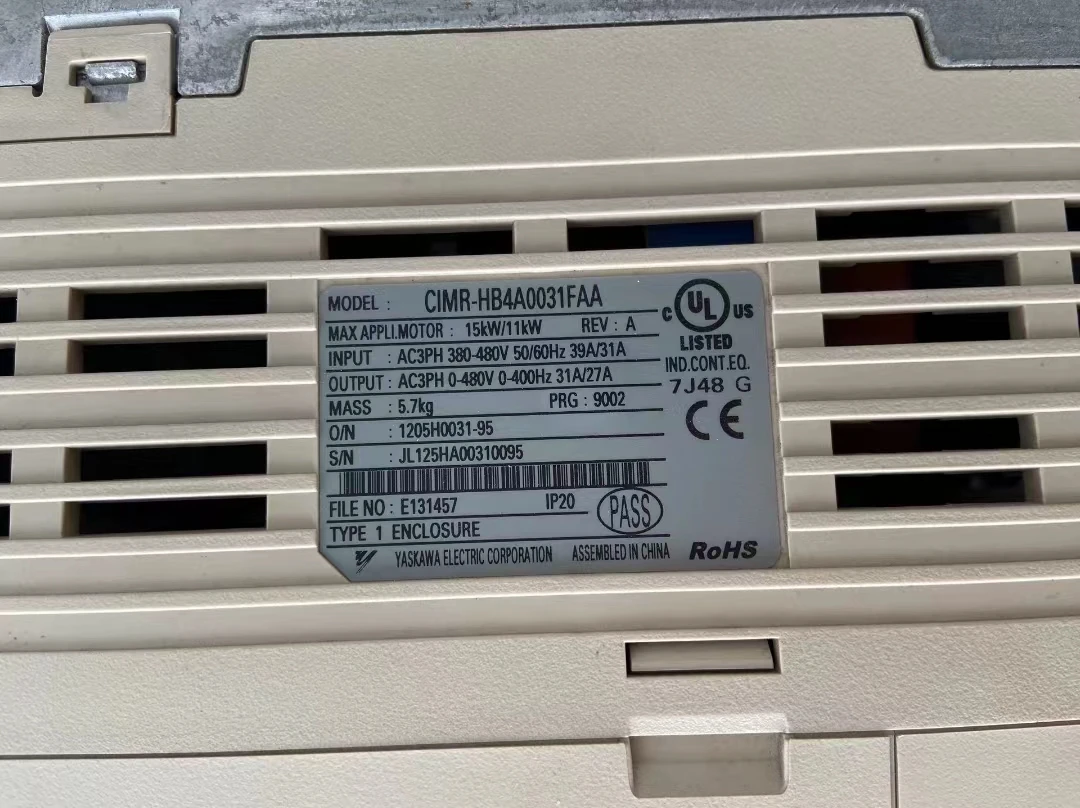 MODEL : CIMR-HB4A0031FAA
MAX APPLI.MOTOR : 15kW/11kW REV : A
INPUT : AC3PH 380-480V 50/60Hz 39A/31A
OUTPUT : AC3PH 0-480V 0-400Hz 31A/27A
MASS : 5.7kg PRG : 9002
O/N : 1205H0031-95
S/N : JL125HA00310095
FILE NO : E131457 IP20
PASS
TYPE 1 ENCLOSURE
YASKAWA ELECTRIC CORPORATION ASSEMBLED IN CHINA
C UL US
LISTED
IND.CONT.EQ.
7J48 G
CE
RoHS